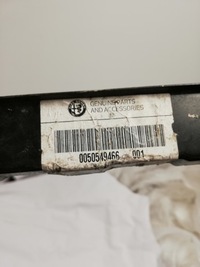 GENUINE PARTS
AND ACCESSORIES
0050549466 001